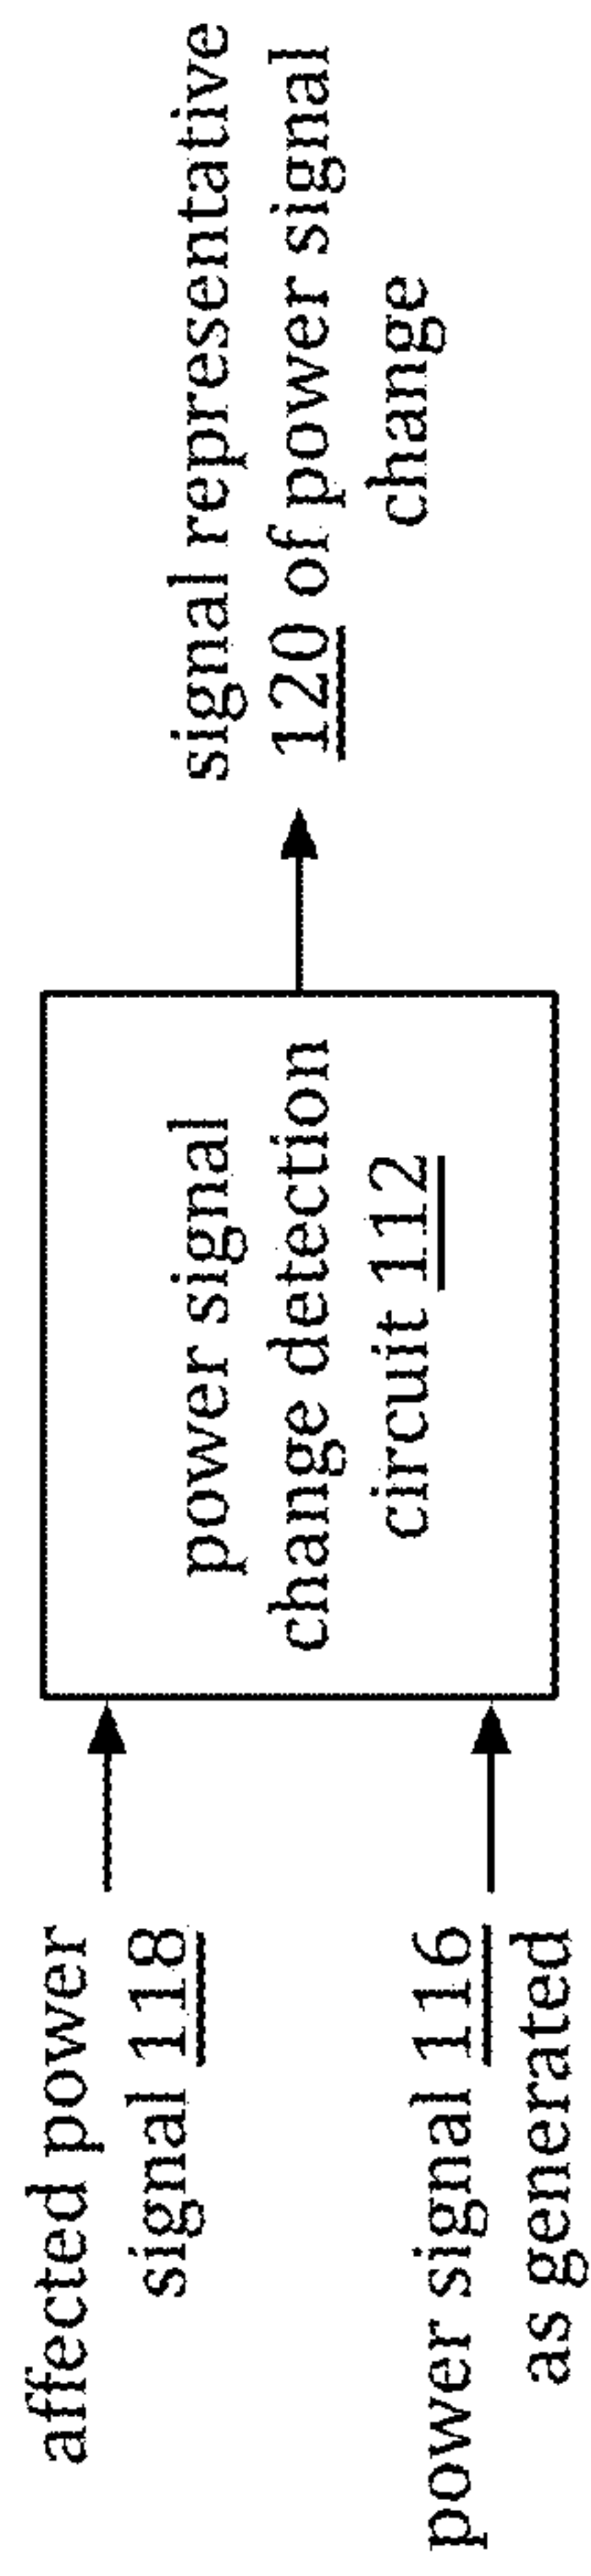 affected power
signal 118
power signal 116
as generated
power signal
change detection
circuit 112
signal representative
120 of power signal
change